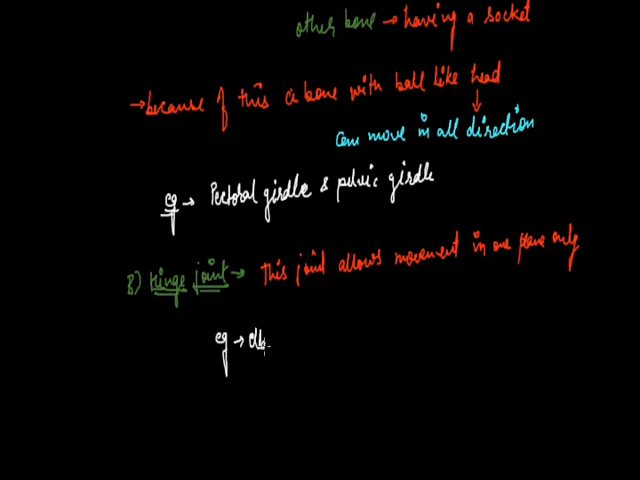 other bone → having a socket
→ because of this a bone with ball like head
↓
can move in all direction
eg → Pectoral girdle & pelvic girdle
B) Hinge joint → This joint allows movement in one plane only
eg →